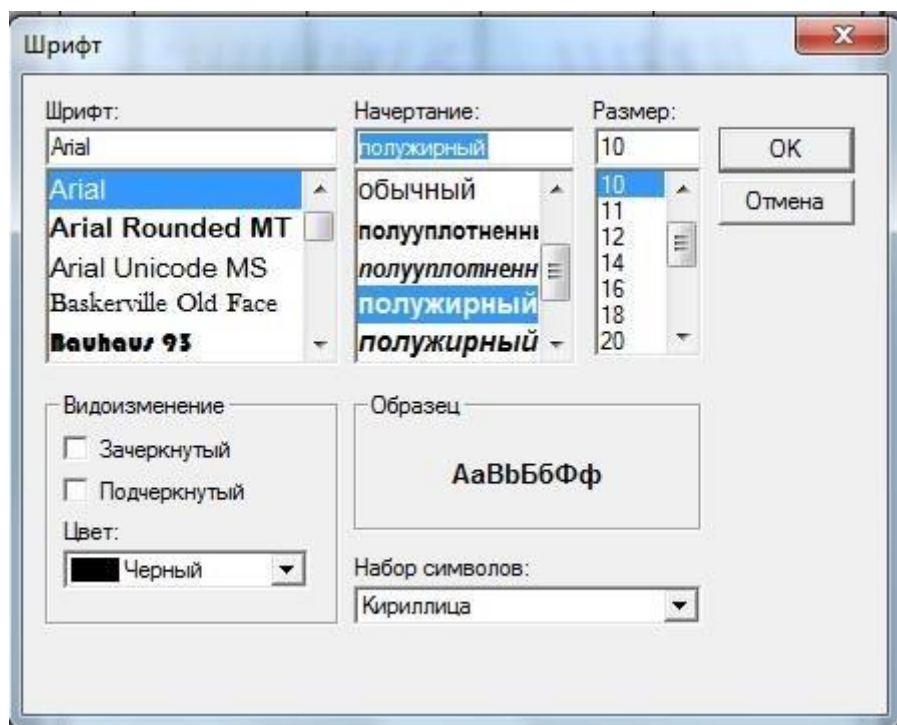 Шрифт
Шрифт:
Arial
Arial
Arial Rounded MT
Arial Unicode MS
Baskerville Old Face
Bauhaus 93
Начертание:
полужирный
обычный
полууплотненнь
полууплотненн
полужирный
полужирный
Размер:
10
10
11
12
14
16
18
20
OK
Отмена
Видоизменение
Зачеркнутый
Подчеркнутый
Цвет:
Черный
Образец
АаВbБбФф
Набор символов:
Кириллица